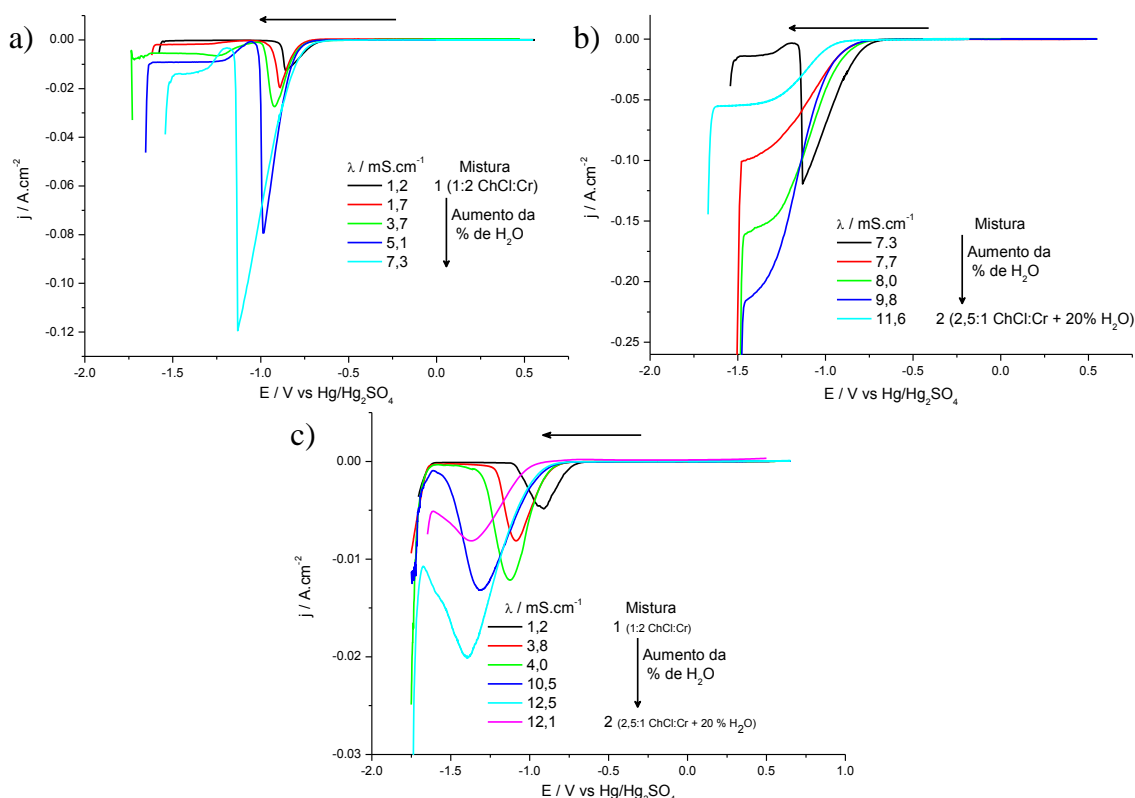 a)
0.00
-0.02
-0.04
-0.06
-0.08
-0.10
-0.12
j / A.cm-2
-2.0 -1.5 -1.0 -0.5 0.0 0.5
E / V vs Hg/Hg2SO4
λ / mS.cm-1
1,2
1,7
3,7
5,1
7,3
Mistura
1 (1:2 ChCl:Cr)
Aumento da
% de H2O
b)
0.00
-0.05
-0.10
-0.15
-0.20
-0.25
j / A.cm-2
-2.0 -1.5 -1.0 -0.5 0.0 0.5
E / V vs Hg/Hg2SO4
λ / mS.cm-1
7.3
7,7
8,0
9,8
11,6
Mistura
Aumento da
% de H2O
2 (2,5:1 ChCl:Cr + 20% H2O)
c)
0.00
-0.01
-0.02
-0.03
j / A.cm-2
-2.0 -1.5 -1.0 -0.5 0.0 0.5 1.0
E / V vs Hg/Hg2SO4
λ / mS.cm-1
1,2
3,8
4,0
10,5
12,5
12,1
Mistura
1 (1:2 ChCl:Cr)
Aumento da
% de H2O
2 (2,5:1 ChCl:Cr + 20 % H2O)